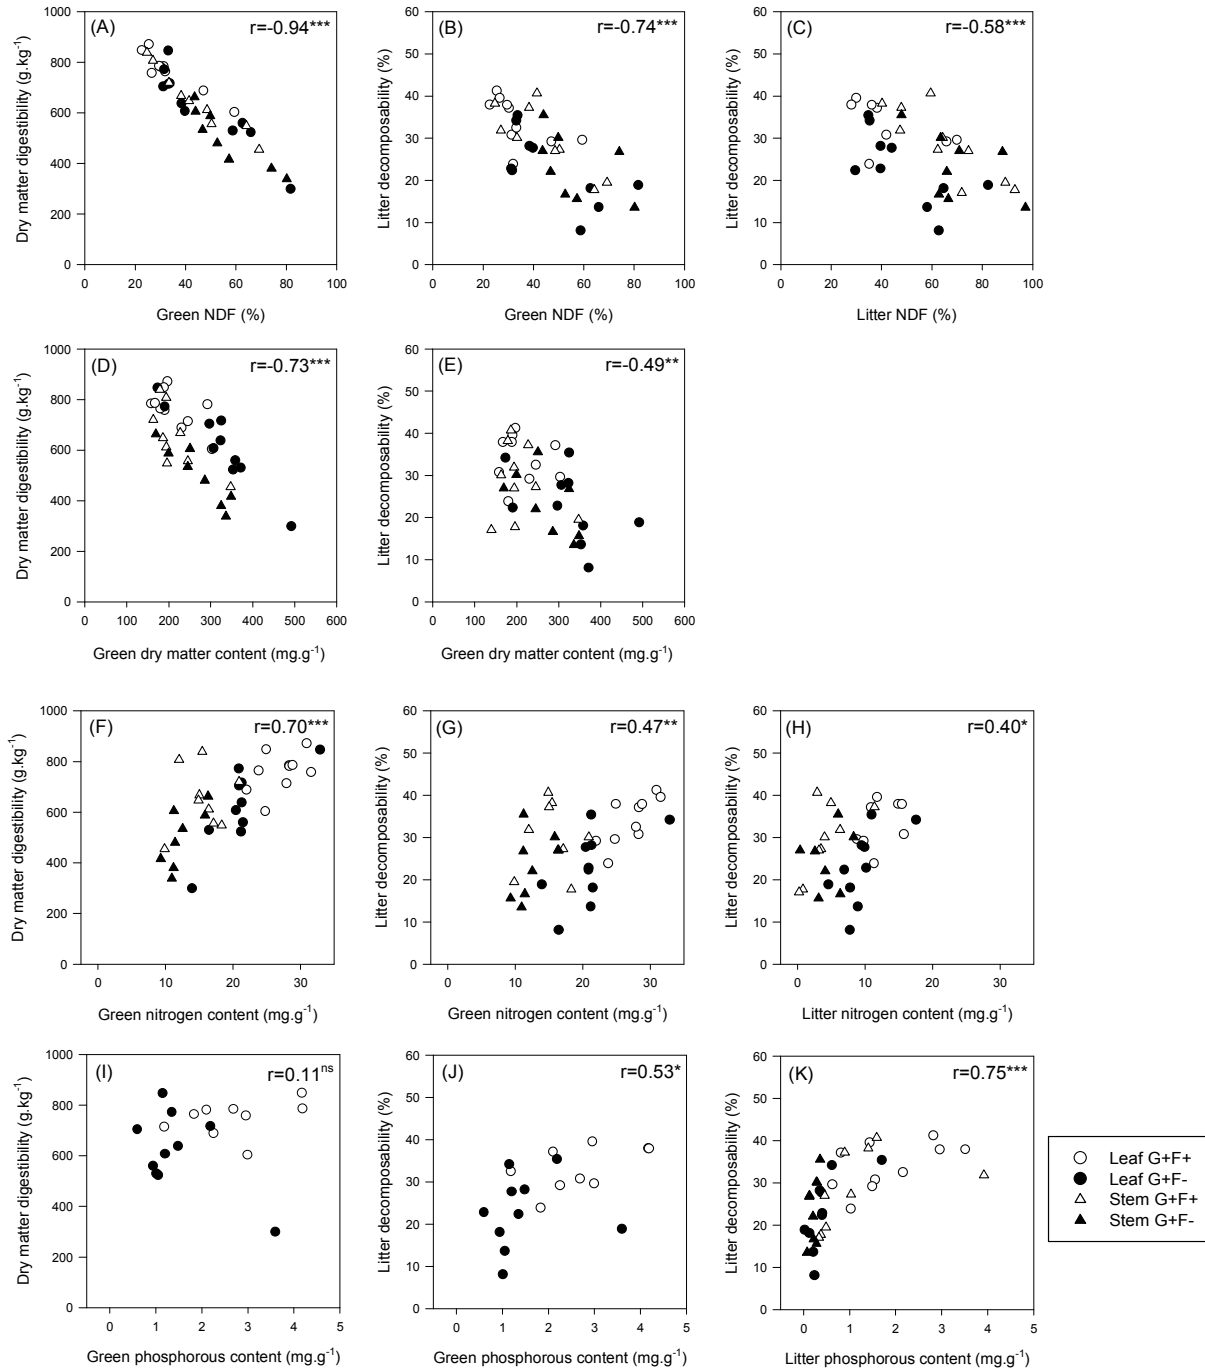 (A) r=-0.94***
Dry matter digestibility (g.kg-1)
1000
800
600
400
200
0
0 20 40 60 80 100
Green NDF (%)
(B) r=-0.74***
Litter decomposability (%)
60
50
40
30
20
10
0
0 20 40 60 80 100
Green NDF (%)
(C) r=-0.58***
Litter decomposability (%)
60
50
40
30
20
10
0
0 20 40 60 80 100
Litter NDF (%)
(D) r=-0.73***
Dry matter digestibility (g.kg-1)
1000
800
600
400
200
0
0 100 200 300 400 500 600
Green dry matter content (mg.g-1)
(E) r=-0.49**
Litter decomposability (%)
60
50
40
30
20
10
0
0 100 200 300 400 500 600
Green dry matter content (mg.g-1)
(F) r=0.70***
Dry matter digestibility (g.kg-1)
1000
800
600
400
200
0
0 10 20 30
Green nitrogen content (mg.g-1)
(G) r=0.47**
Litter decomposability (%)
60
50
40
30
20
10
0
0 10 20 30
Green nitrogen content (mg.g-1)
(H) r=0.40*
Litter decomposability (%)
60
50
40
30
20
10
0
0 10 20 30
Litter nitrogen content (mg.g-1)
(I) r=0.11ns
Dry matter digestibility (g.kg-1)
1000
800
600
400
200
0
0 1 2 3 4 5
Green phosphorous content (mg.g-1)
(J) r=0.53*
Litter decomposability (%)
60
50
40
30
20
10
0
0 1 2 3 4 5
Green phosphorous content (mg.g-1)
(K) r=0.75***
Litter decomposability (%)
60
50
40
30
20
10
0
0 1 2 3 4 5
Litter phosphorous content (mg.g-1)
Leaf G+F+
Leaf G+F-
Stem G+F+
Stem G+F-